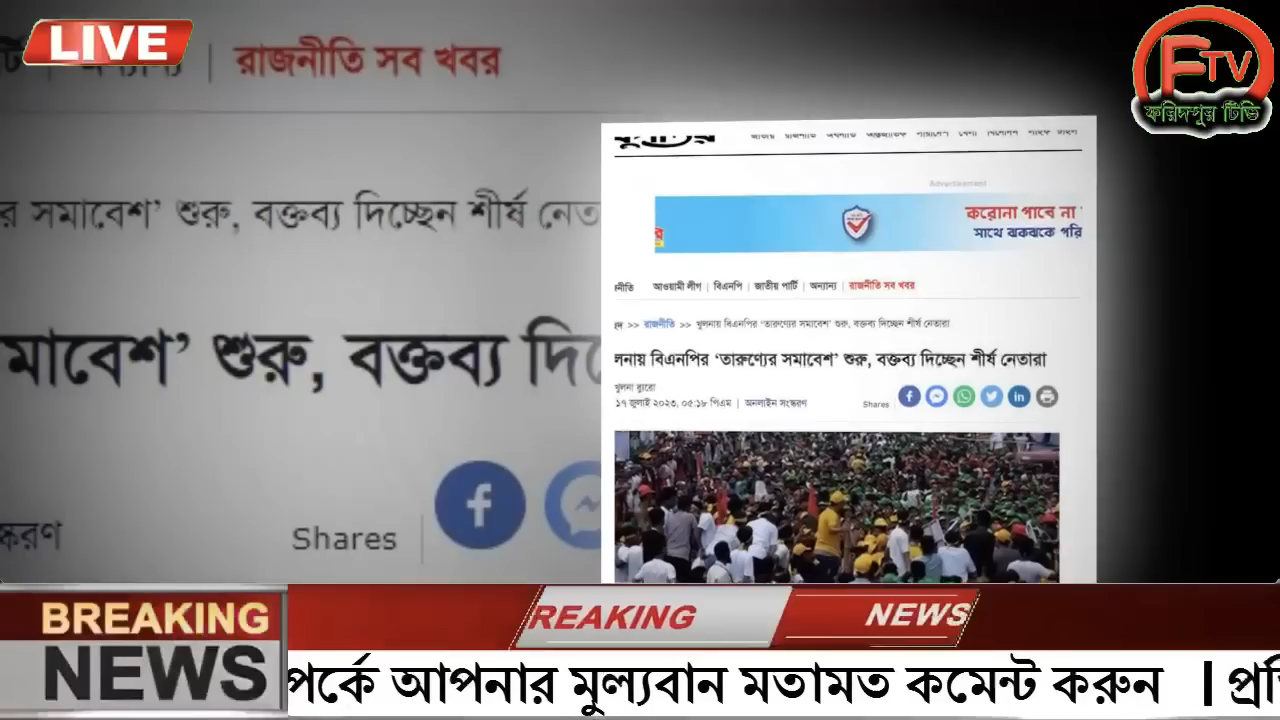 LIVE
রাজনীতি সব খবর
FTV
ফরিদপুর টিভি
র সমাবেশ’ শুরু, বক্তব্য দিচ্ছেন শীর্ষ নেতা
মাবেশ’ শুরু, বক্তব্য দি
Shares
Advertisement
করোনা পাবে না
সাথে ঝকঝকে পরি
আওয়ামী লীগ | বিএনপি | জাতীয় পার্টি | অন্যান্য | রাজনীতি সব খবর
>> রাজনীতি >> খুলনায় বিএনপির ‘তারুণ্যের সমাবেশ’ শুরু, বক্তব্য দিচ্ছেন শীর্ষ নেতারা
লনায় বিএনপির ‘তারুণ্যের সমাবেশ’ শুরু, বক্তব্য দিচ্ছেন শীর্ষ নেতারা
খুলনা ব্যুরো
১৭ জুলাই ২০২৩, ০৫:১৮ পিএম | অনলাইন সংস্করণ
Shares
BREAKING
NEWS
REAKING NEWS
পর্কে আপনার মুল্যবান মতামত কমেন্ট করুন | প্রতি